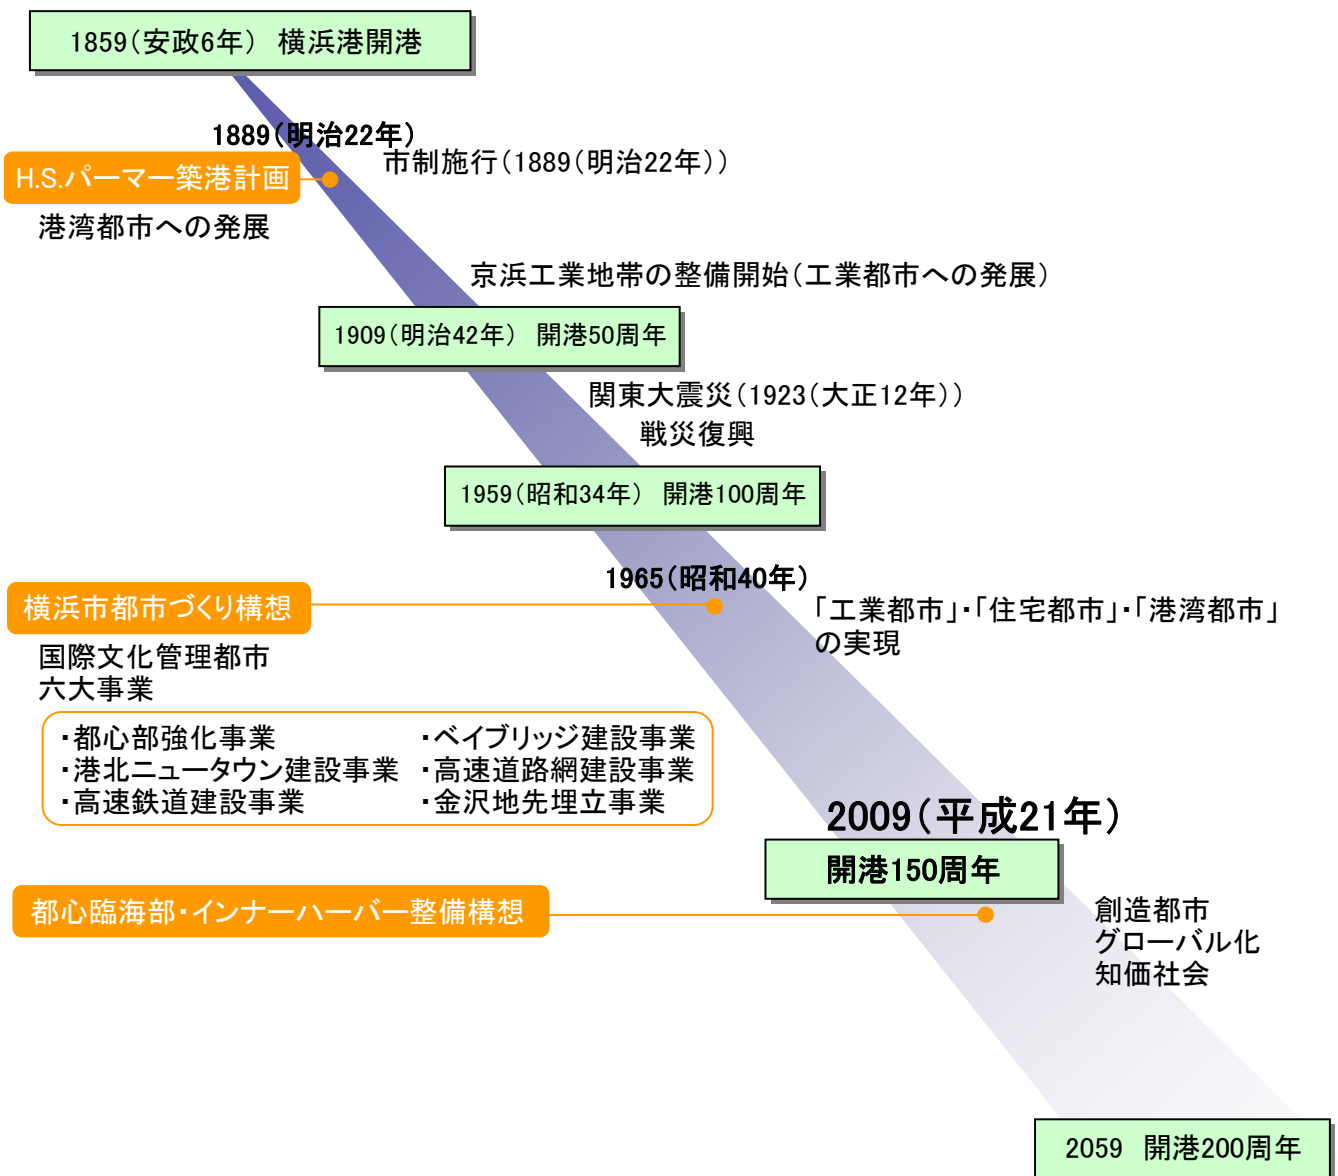 1859(安政6年) 横浜港開港
1889(明治22年)
市制施行(1889(明治22年))
H.S.パーマー築港計画
港湾都市への発展
京浜工業地帯の整備開始(工業都市への発展)
1909(明治42年) 開港50周年
関東大震災(1923(大正12年))
戦災復興
1959(昭和34年) 開港100周年
1965(昭和40年)
横浜市都市づくり構想
「工業都市」・「住宅都市」・「港湾都市」
の実現
国際文化管理都市
六大事業
・都心部強化事業 ・ベイブリッジ建設事業
・港北ニュータウン建設事業 ・高速道路網建設事業
・高速鉄道建設事業 ・金沢地先埋立事業
2009(平成21年)
開港150周年
都心臨海部・インナーハーバー整備構想
創造都市
グローバル化
知価社会
2059 開港200周年